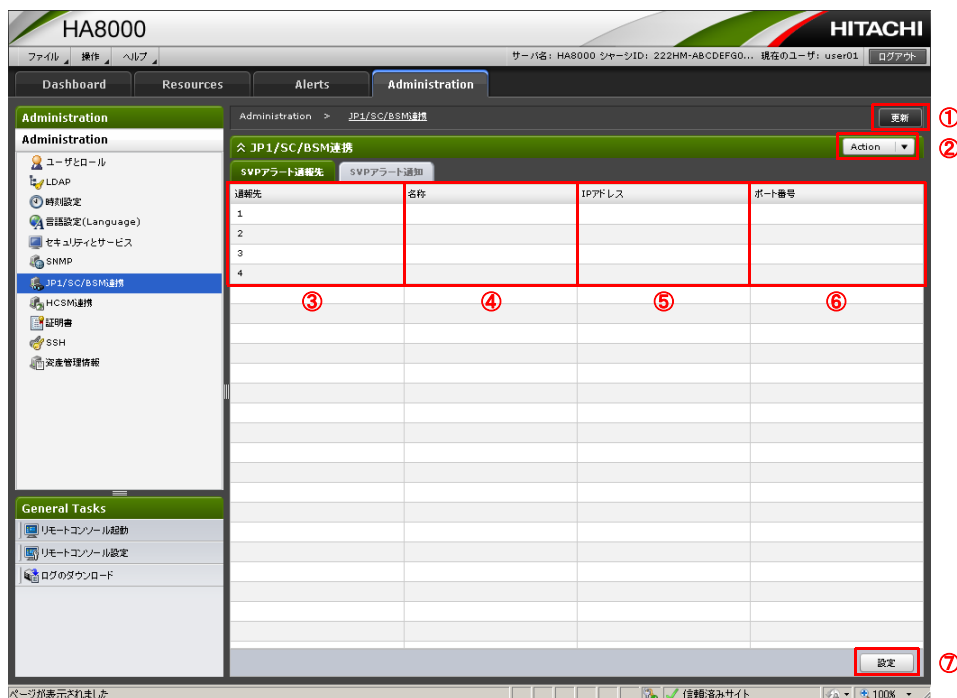 HA8000
HITACHI
ファイル 操作 ヘルプ サーバ名: HA8000 シャーシID: 222HM-ABCDEFG0... 現在のユーザ: user01 ログアウト
Dashboard Resources Alerts Administration
Administration
Administration > JP1/SC/BSM連携 更新 ①
Administration
JP1/SC/BSM連携 Action ②
SVPアラート通報先 SVPアラート通知
通報先 名称 IPアドレス ポート番号
1
2
3
4
③ ④ ⑤ ⑥
ユーザとロール
LDAP
時刻設定
言語設定(Language)
セキュリティとサービス
SNMP
JP1/SC/BSM連携
HCSM連携
証明書
SSH
資産管理情報
General Tasks
リモートコンソール起動
リモートコンソール設定
ログのダウンロード
設定 ⑦
ページが表示されました 信頼済みサイト 100%